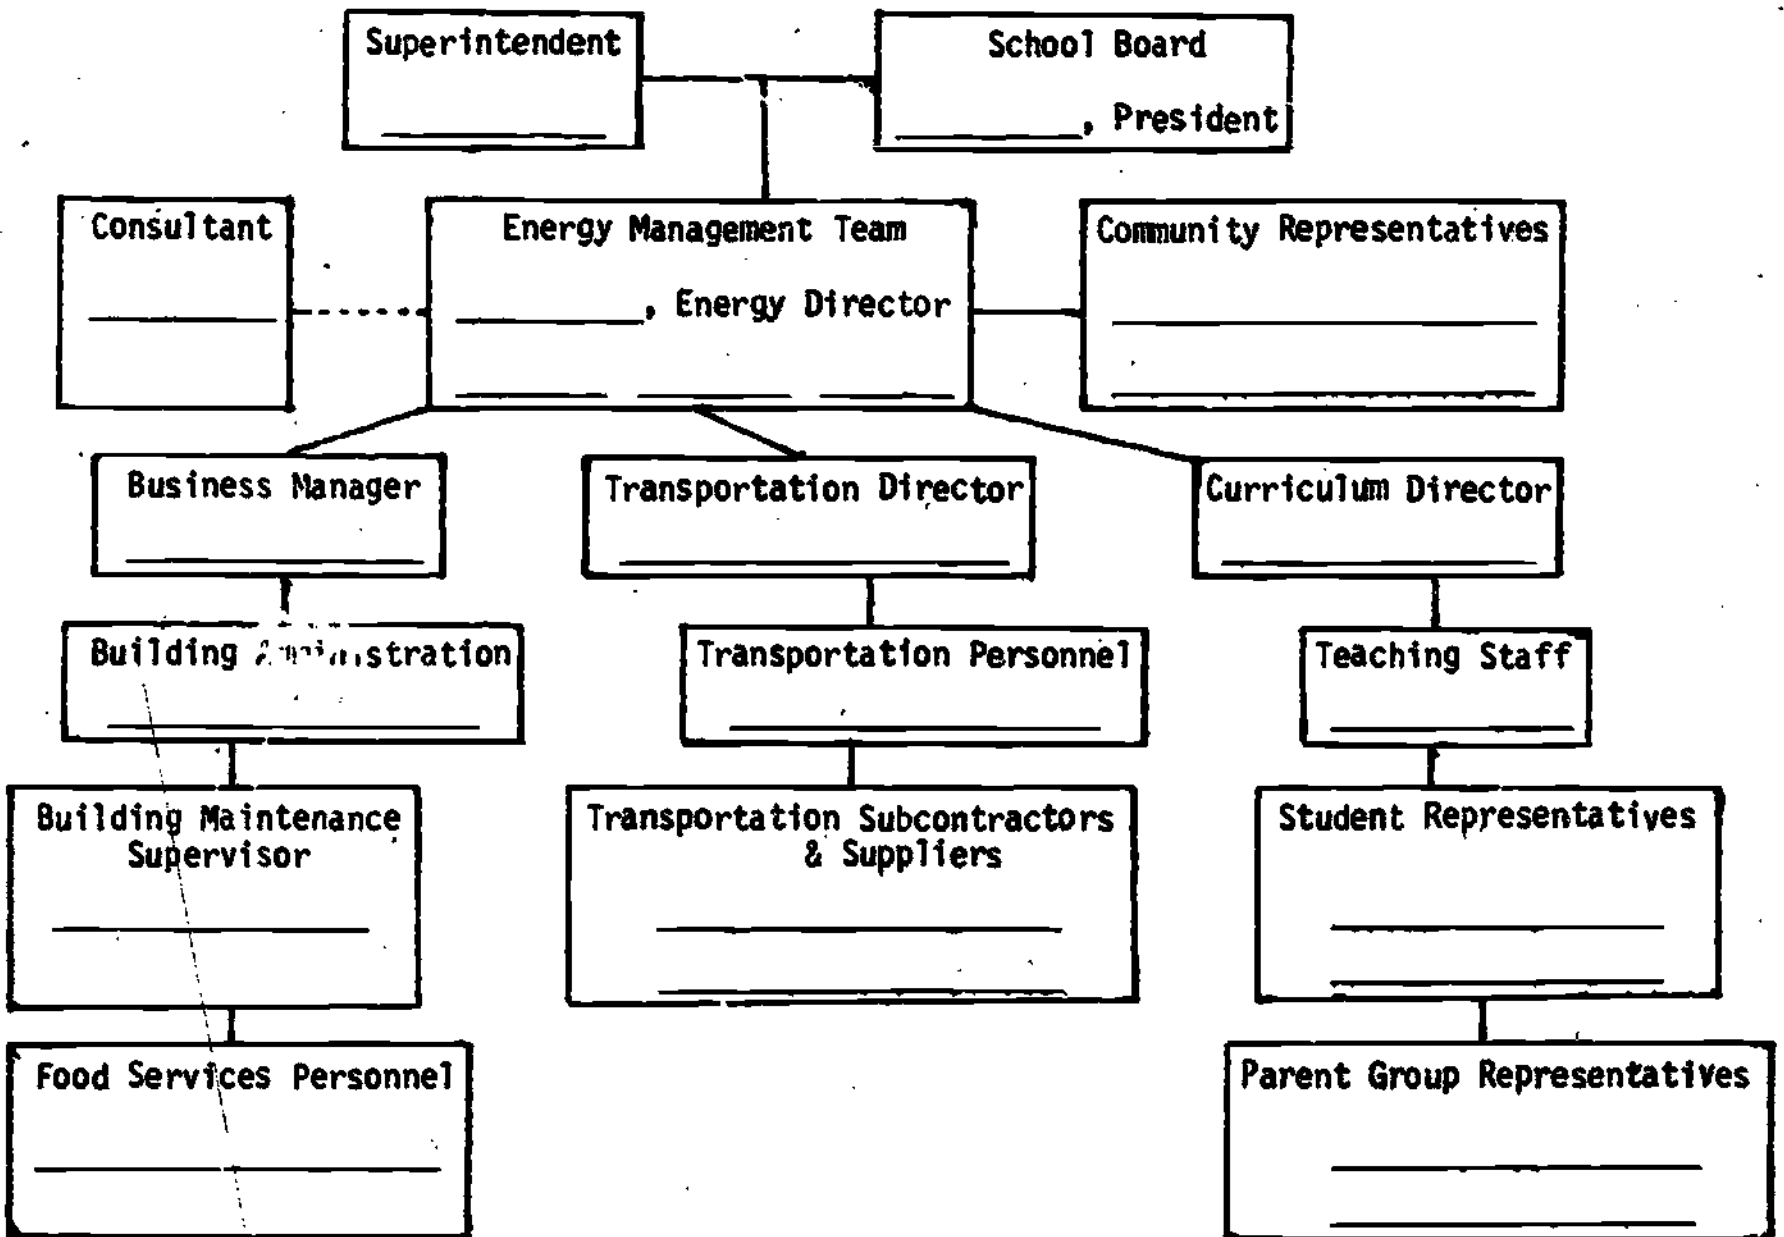 Superintendent
School Board
, President
Consultant
Energy Management Team
, Energy Director
Community Representatives
Business Manager
Transportation Director
Curriculum Director
Building
Transportation Personnel
Teaching Staff
Building Maintenance
Supervisor
Transportation Subcontractors
& Suppliers
Student Representatives
Food Services Personnel
Parent Group Representatives